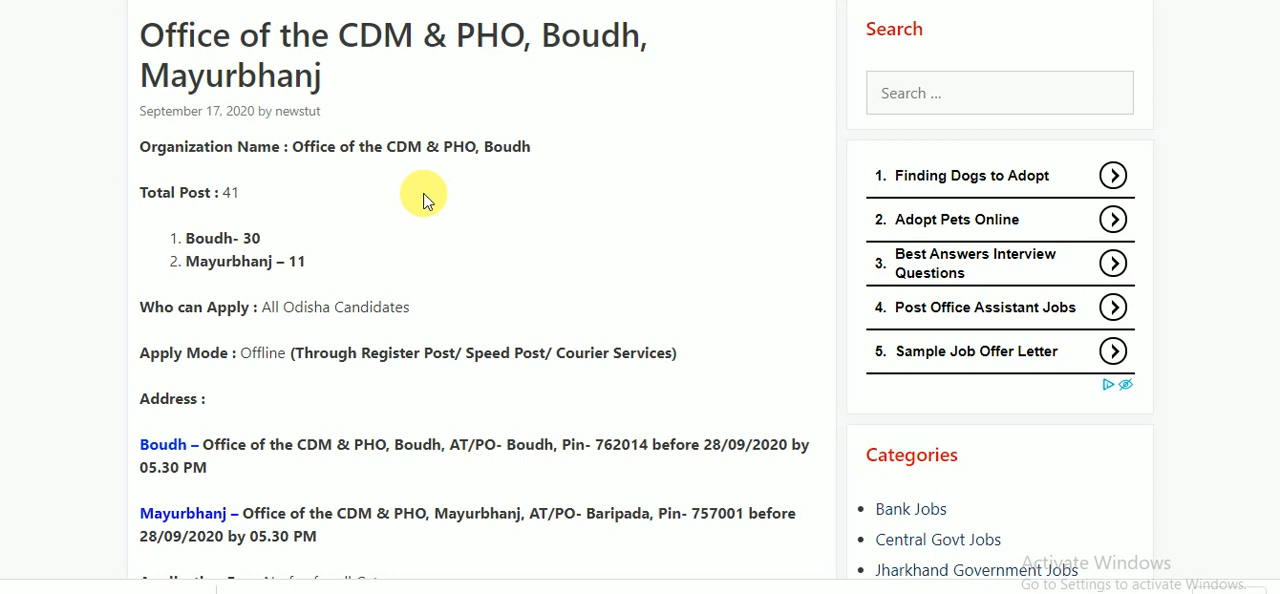 Office of the CDM & PHO, Boudh,
Mayurbhanj
September 17, 2020 by newstut
Organization Name : Office of the CDM & PHO, Boudh
Total Post : 41
1. Boudh- 30
2. Mayurbhanj – 11
Who can Apply : All Odisha Candidates
Apply Mode : Offline (Through Register Post/ Speed Post/ Courier Services)
Address :
Boudh – Office of the CDM & PHO, Boudh, AT/PO- Boudh, Pin- 762014 before 28/09/2020 by
05.30 PM
Mayurbhanj – Office of the CDM & PHO, Mayurbhanj, AT/PO- Baripada, Pin- 757001 before
28/09/2020 by 05.30 PM
Search
Search ...
1. Finding Dogs to Adopt
2. Adopt Pets Online
3. Best Answers Interview
Questions
4. Post Office Assistant Jobs
5. Sample Job Offer Letter
Categories
Bank Jobs
Central Govt Jobs
Jharkhand Government Jobs
Activate Windows
Go to Settings to activate Windows.